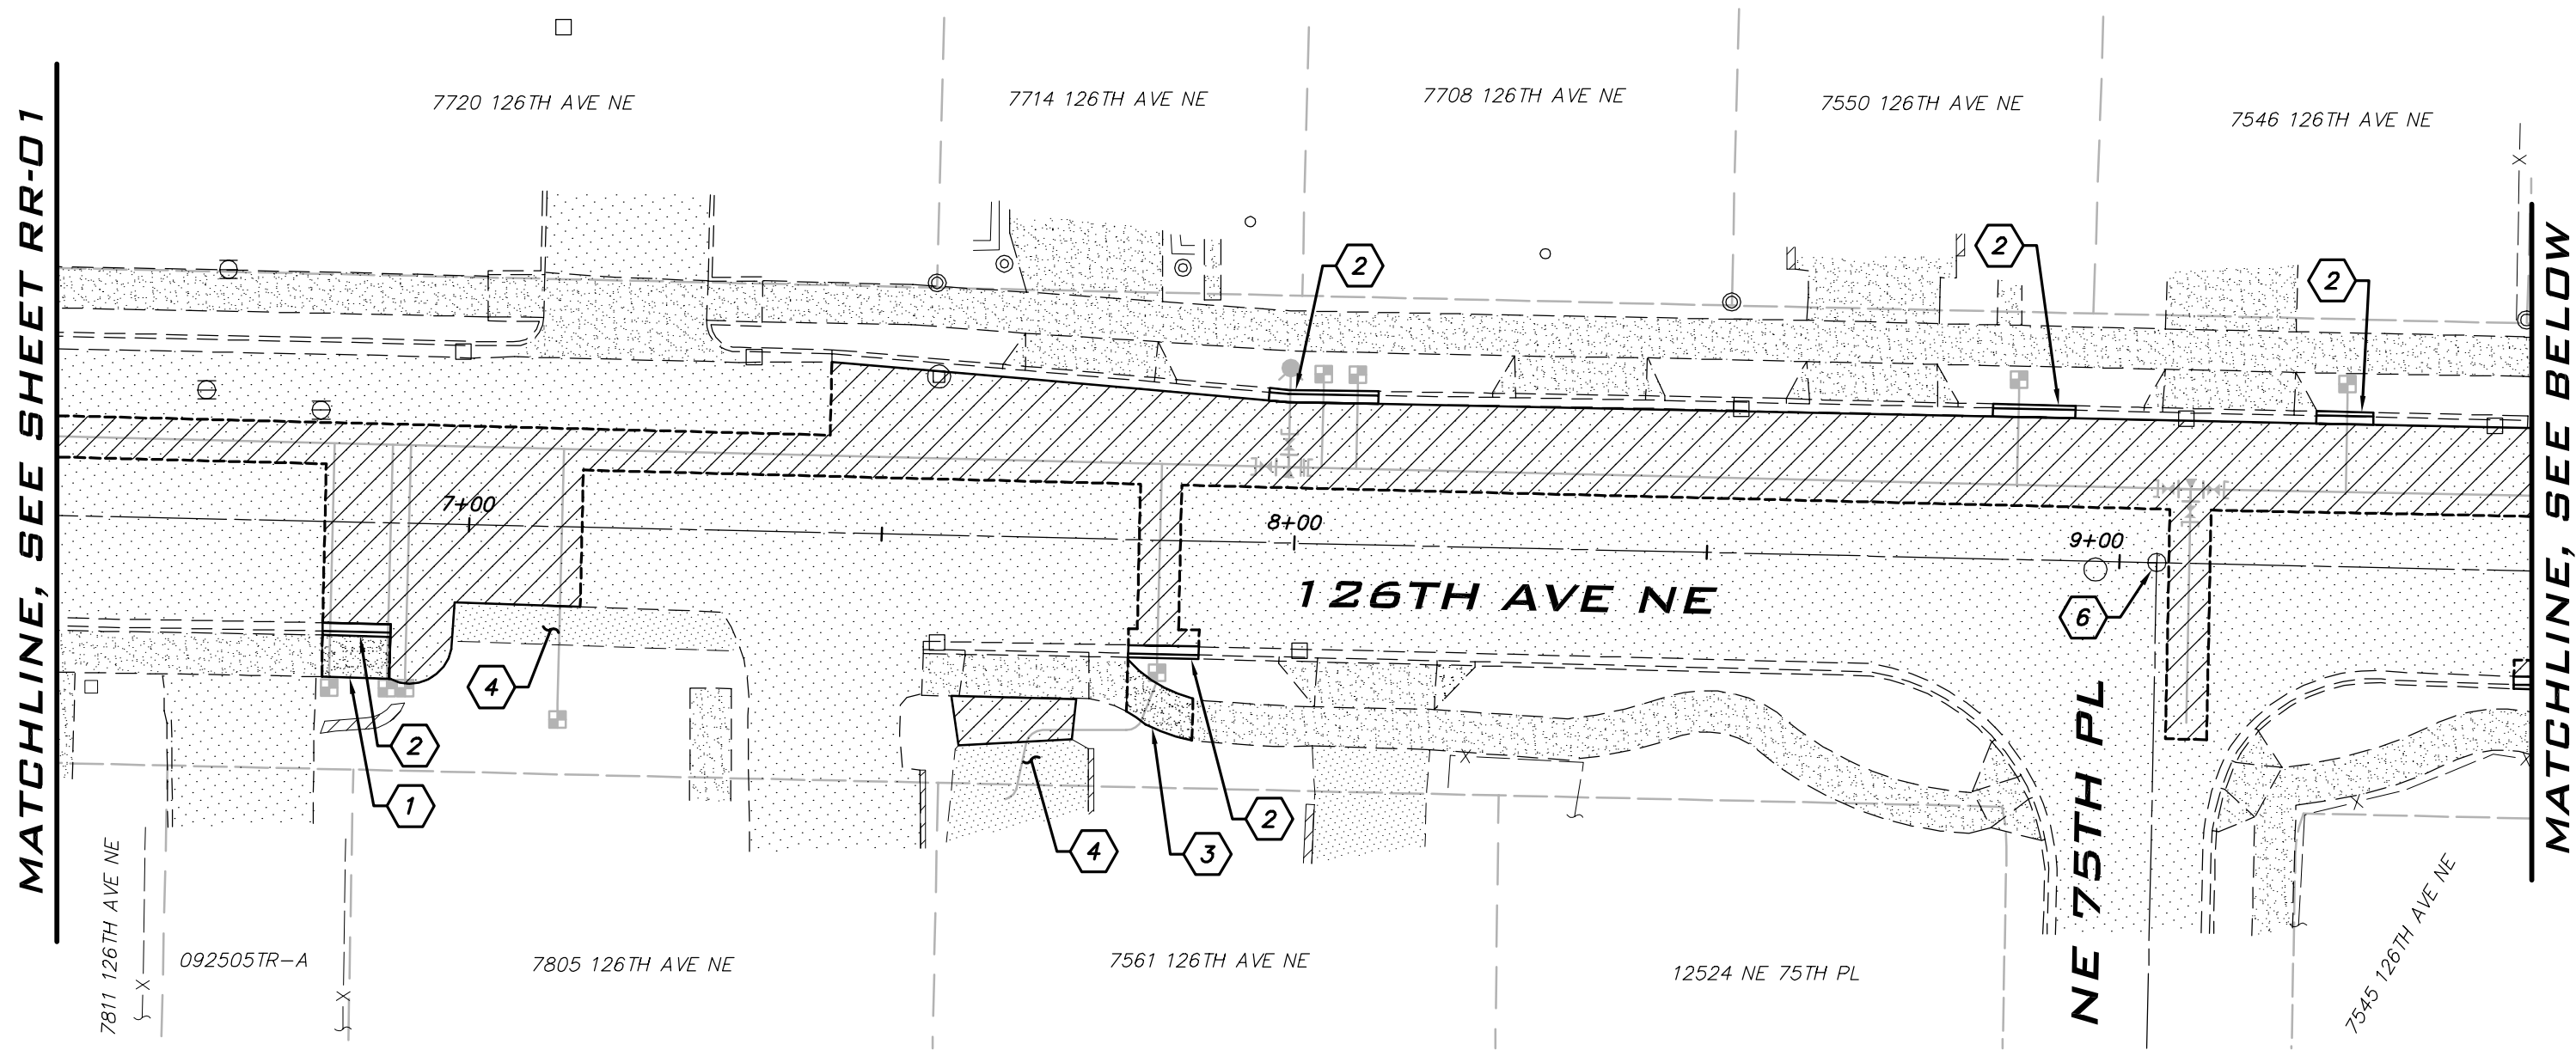 7720 126TH AVE NE
7714 126TH AVE NE
7708 126TH AVE NE
7550 126TH AVE NE
7546 126TH AVE NE
MATCHLINE, SEE SHEET RR-01
MATCHLINE, SEE BELOW
2
2
2
7+00
8+00
9+00
126TH AVE NE
6
4
2
1
2
4
3
NE 75TH PL
7811 126TH AVE NE
092505TR-A
7805 126TH AVE NE
7561 126TH AVE NE
12524 NE 75TH PL
7545 126TH AVE NE
X
X
X
X
X
X